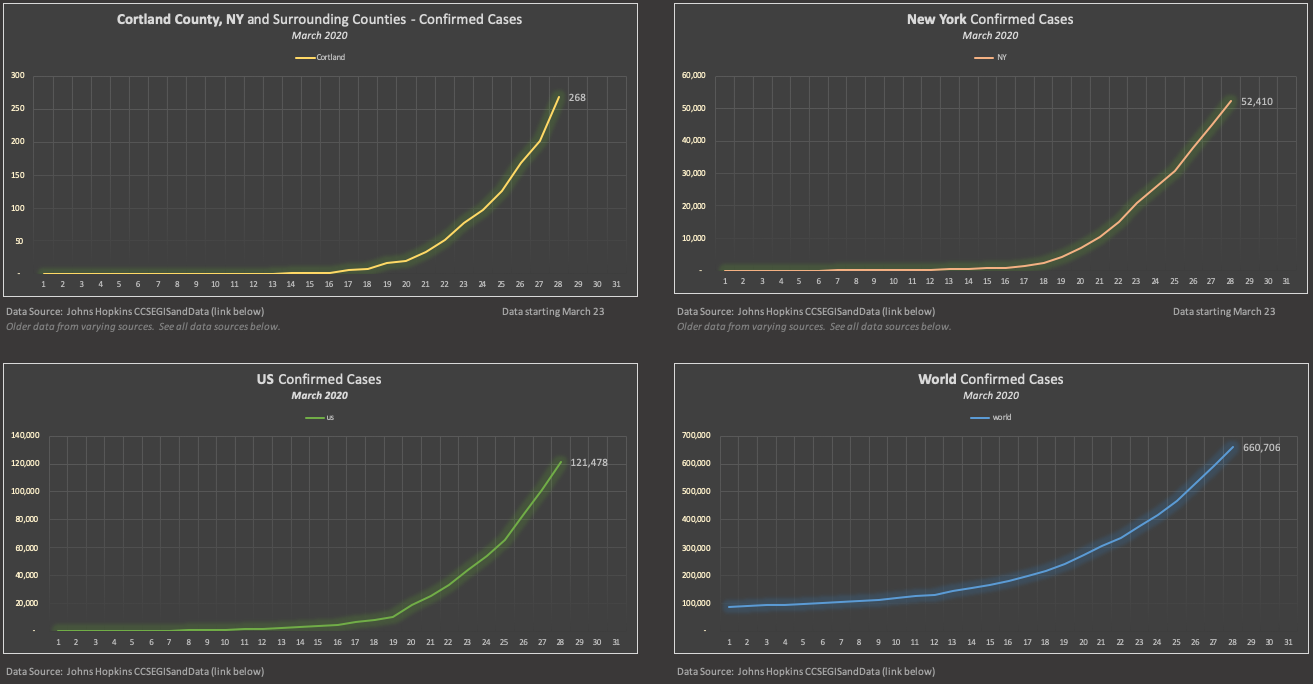 Cortland County, NY and Surrounding Counties - Confirmed Cases
March 2020
Cortland
300
250
200
150
100
50
-
1 2 3 4 5 6 7 8 9 10 11 12 13 14 15 16 17 18 19 20 21 22 23 24 25 26 27 28 29 30 31
268
Data Source: Johns Hopkins CCSEGISandData (link below) Data starting March 23
Older data from varying sources. See all data sources below.
New York Confirmed Cases
March 2020
NY
60,000
50,000
40,000
30,000
20,000
10,000
-
1 2 3 4 5 6 7 8 9 10 11 12 13 14 15 16 17 18 19 20 21 22 23 24 25 26 27 28 29 30 31
52,410
Data Source: Johns Hopkins CCSEGISandData (link below) Data starting March 23
Older data from varying sources. See all data sources below.
US Confirmed Cases
March 2020
us
140,000
120,000
100,000
80,000
60,000
40,000
20,000
-
1 2 3 4 5 6 7 8 9 10 11 12 13 14 15 16 17 18 19 20 21 22 23 24 25 26 27 28 29 30 31
121,478
Data Source: Johns Hopkins CCSEGISandData (link below)
World Confirmed Cases
March 2020
world
700,000
600,000
500,000
400,000
300,000
200,000
100,000
-
1 2 3 4 5 6 7 8 9 10 11 12 13 14 15 16 17 18 19 20 21 22 23 24 25 26 27 28 29 30 31
660,706
Data Source: Johns Hopkins CCSEGISandData (link below)